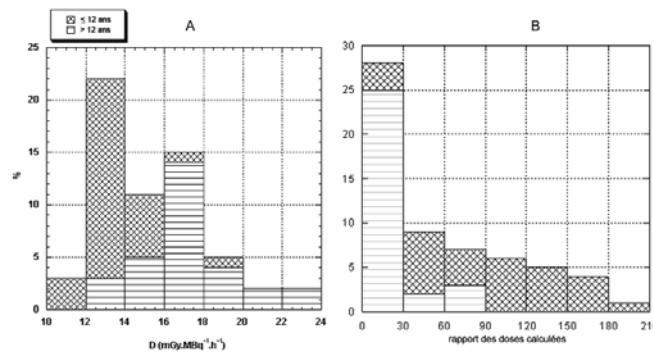 ≤ 12 ans
> 12 ans
A
B
25
20
15
10
5
0
%
10 12 14 16 18 20 22 24
D (mGy.MBq⁻¹.h⁻¹)
30
25
20
15
10
5
0
0 30 60 90 120 150 180 21
rapport des doses calculées